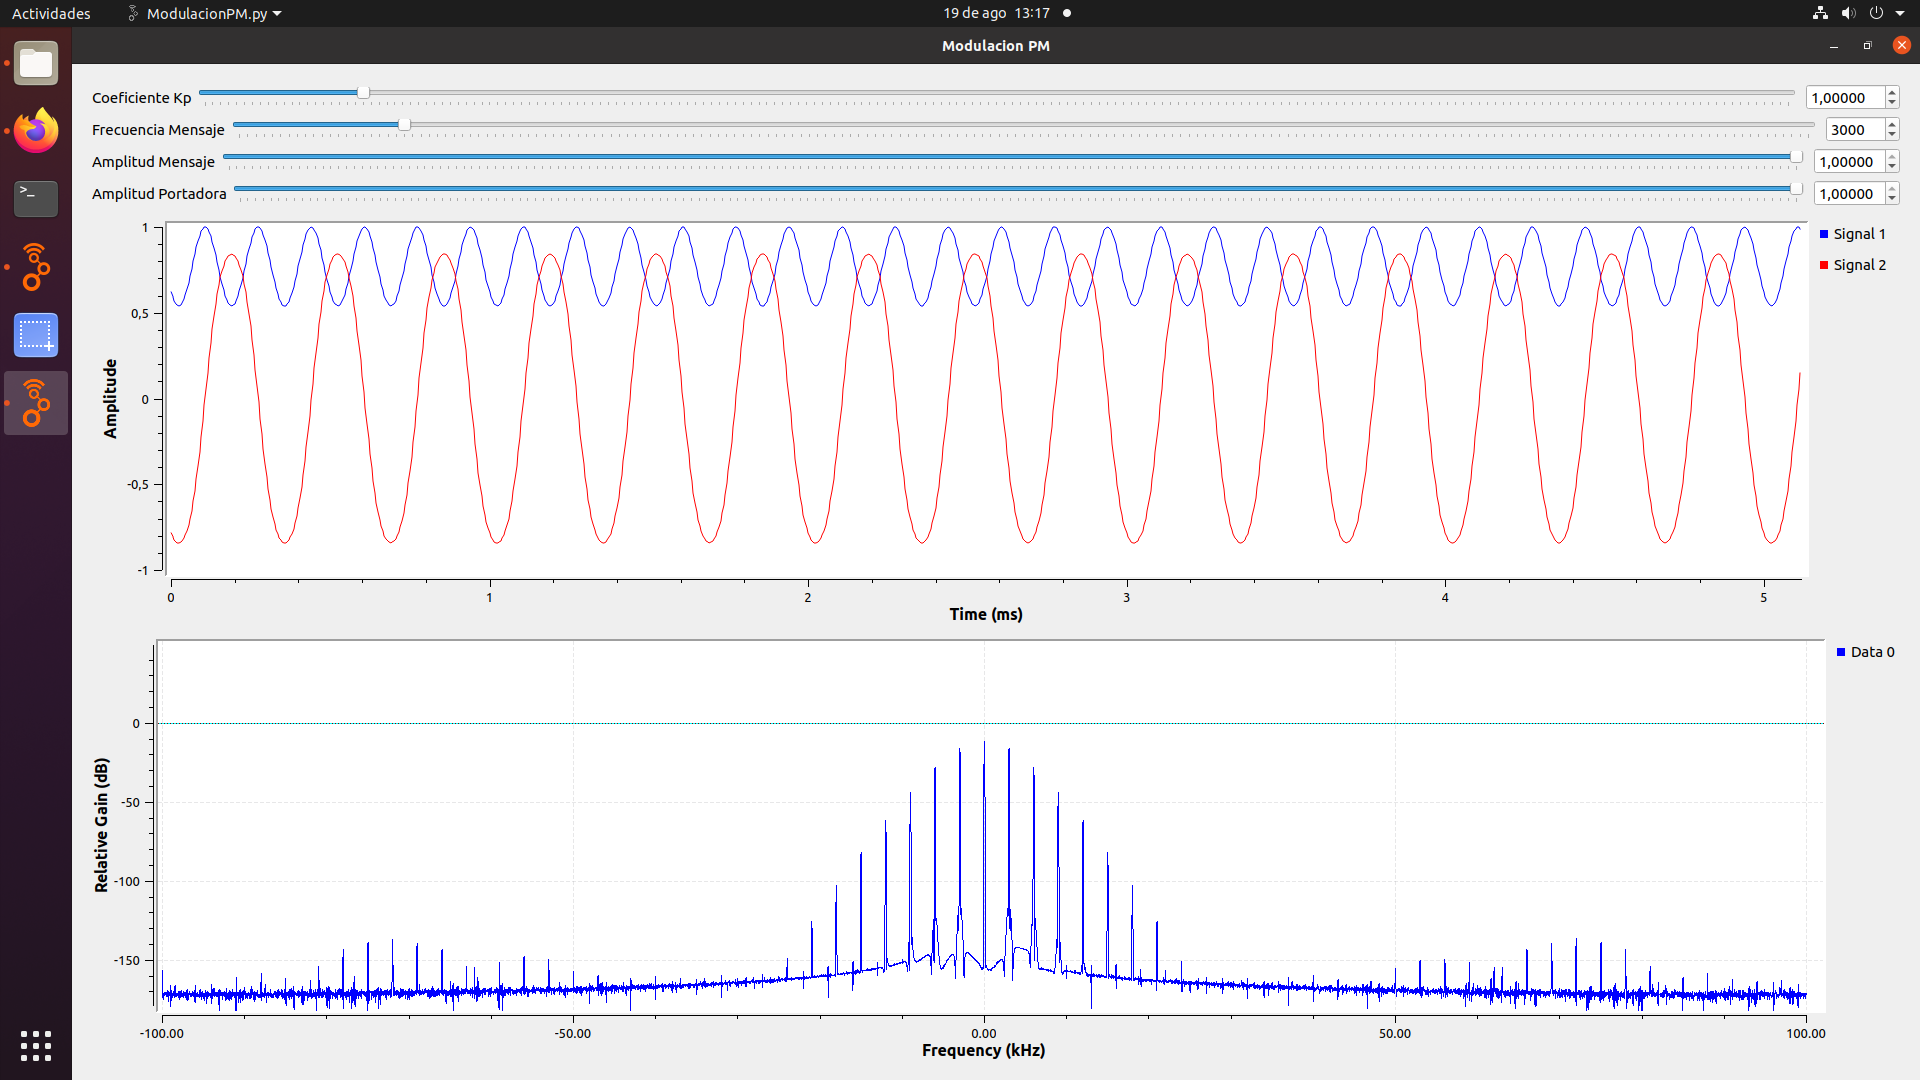 Actividades ModulacionPM.py 19 de ago 13:17
Modulacion PM
Coeficiente Kp 1,00000
Frecuencia Mensaje 3000
Amplitud Mensaje 1,00000
Amplitud Portadora 1,00000
>_
1
0,5
0
-0,5
-1
Amplitude
0 1 2 3 4 5
Time (ms)
Signal 1
Signal 2
0
-50
-100
-150
Relative Gain (dB)
-100.00 -50.00 0.00 50.00 100.00
Frequency (kHz)
Data 0